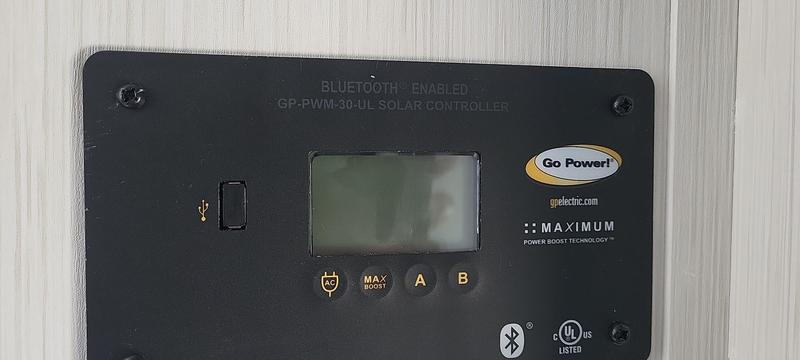 BLUETOOTH® ENABLED
GP-PWM-30-UL SOLAR CONTROLLER
Go Power!®
gpelectric.com
MAXIMUM
POWER BOOST TECHNOLOGY™
AC
MAX
BOOST
A
B
®
C UL US
LISTED